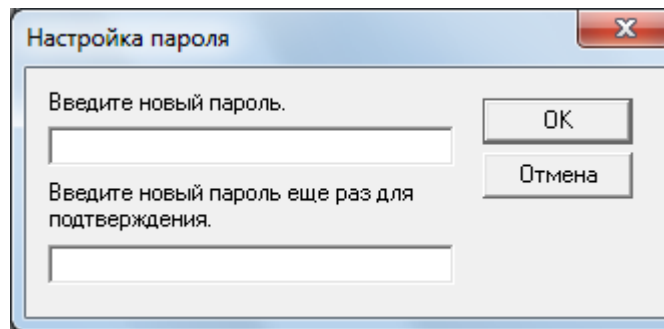 Настройка пароля
Введите новый пароль.
OK
Отмена
Введите новый пароль еще раз для
подтверждения.